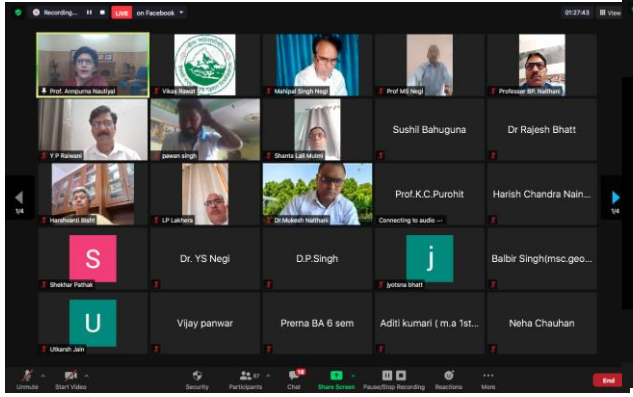 Recording... LIVE on Facebook 01:27:43 View
Prof. Annpurna Nautiyal Vikas Rawat Mahipal Singh Negi Prof MS Negi Professor BP. Naithani
Y P Raiwani pawan singh Shanta Lall Mulmi Sushil Bahuguna Dr Rajesh Bhatt
Harshvanti Bisht LP Lakhera Dr.Mukesh Naithani Prof.K.C.Purohit Harish Chandra Nain...
Connecting to audio ...
1/4 1/4
S Dr. YS Negi D.P.Singh j Balbir Singh(msc.geo...
Shekhar Pathak jyotsna bhatt
U Vijay panwar Prerna BA 6 sem Aditi kumari ( m.a 1st... Neha Chauhan
Utkarsh Jain
Unmute Start Video Security Participants 97 Chat Share Screen Pause/Stop Recording Reactions More End